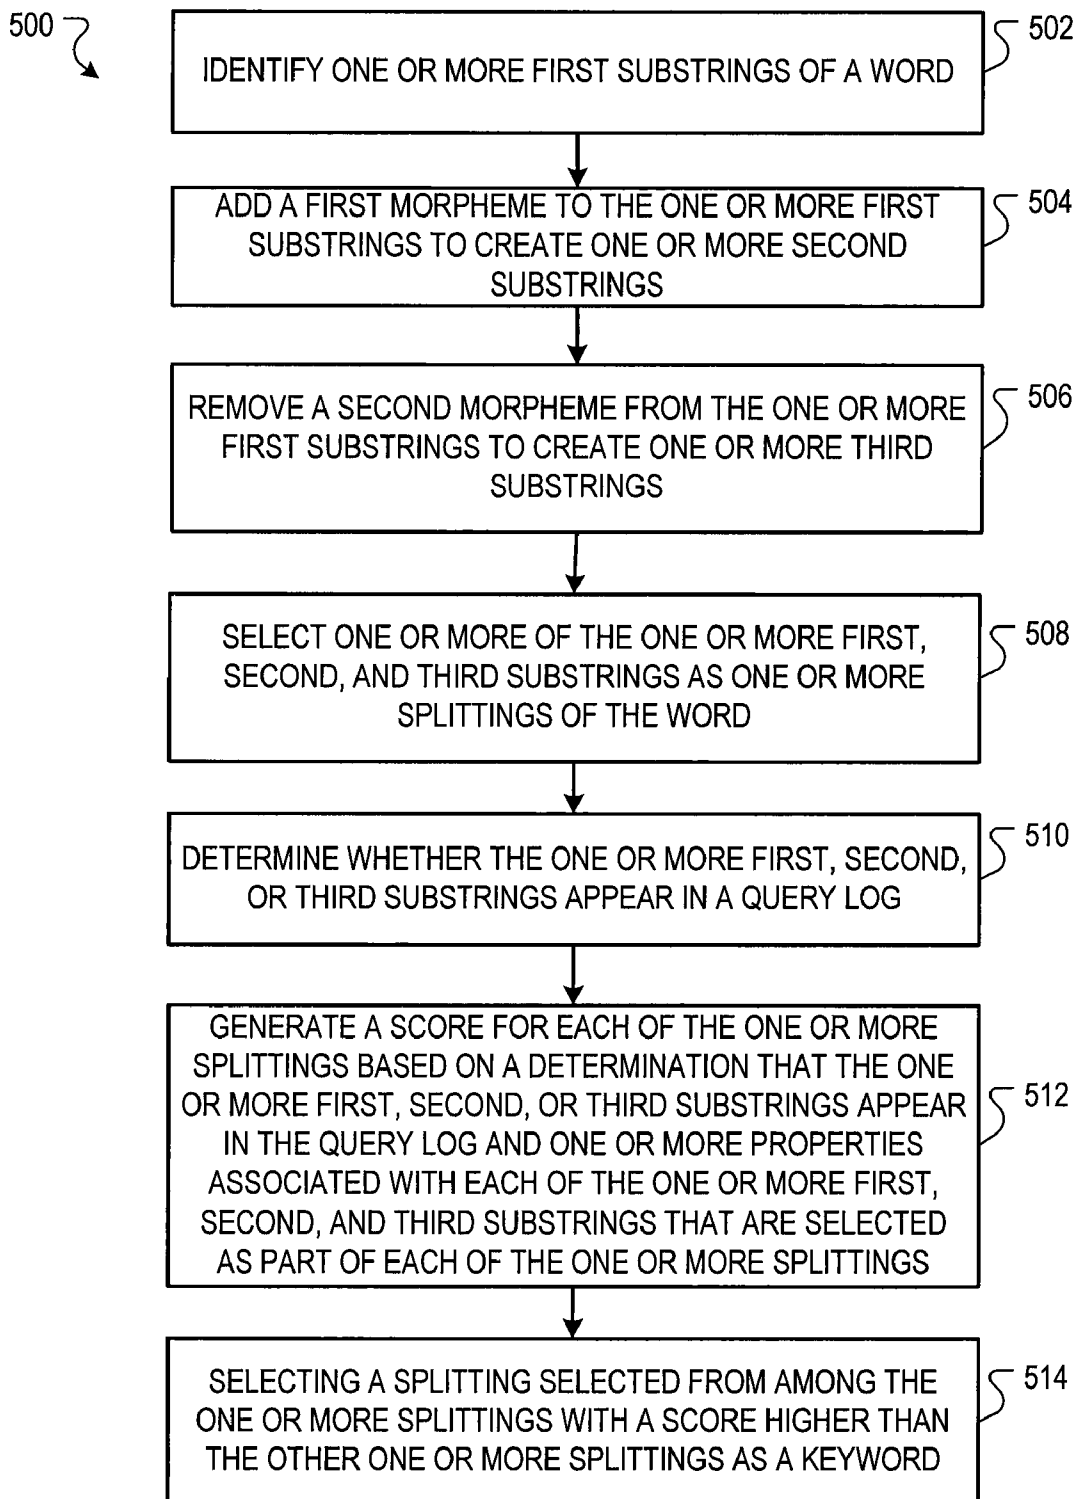 500
502
IDENTIFY ONE OR MORE FIRST SUBSTRINGS OF A WORD
504
ADD A FIRST MORPHEME TO THE ONE OR MORE FIRST
SUBSTRINGS TO CREATE ONE OR MORE SECOND
SUBSTRINGS
506
REMOVE A SECOND MORPHEME FROM THE ONE OR MORE
FIRST SUBSTRINGS TO CREATE ONE OR MORE THIRD
SUBSTRINGS
508
SELECT ONE OR MORE OF THE ONE OR MORE FIRST,
SECOND, AND THIRD SUBSTRINGS AS ONE OR MORE
SPLITTINGS OF THE WORD
510
DETERMINE WHETHER THE ONE OR MORE FIRST, SECOND,
OR THIRD SUBSTRINGS APPEAR IN A QUERY LOG
512
GENERATE A SCORE FOR EACH OF THE ONE OR MORE
SPLITTINGS BASED ON A DETERMINATION THAT THE ONE
OR MORE FIRST, SECOND, OR THIRD SUBSTRINGS APPEAR
IN THE QUERY LOG AND ONE OR MORE PROPERTIES
ASSOCIATED WITH EACH OF THE ONE OR MORE FIRST,
SECOND, AND THIRD SUBSTRINGS THAT ARE SELECTED
AS PART OF EACH OF THE ONE OR MORE SPLITTINGS
514
SELECTING A SPLITTING SELECTED FROM AMONG THE
ONE OR MORE SPLITTINGS WITH A SCORE HIGHER THAN
THE OTHER ONE OR MORE SPLITTINGS AS A KEYWORD